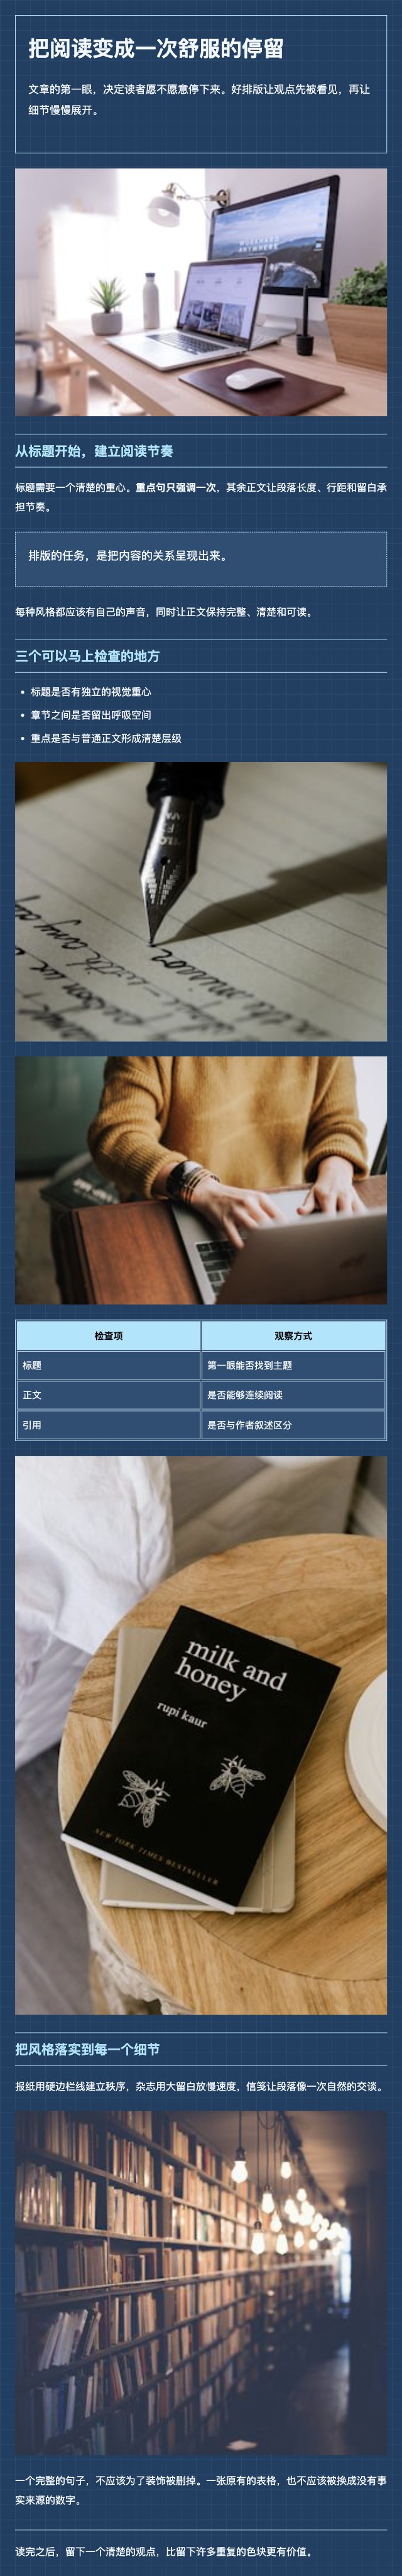 把阅读变成一次舒服的停留
文章的第一眼，决定读者愿不愿意停下来。好排版让观点先被看见，再让
细节慢慢展开。
从标题开始，建立阅读节奏
标题需要一个清楚的重心。重点句只强调一次，其余正文让段落长度、行距和留白承
担节奏。
排版的任务，是把内容的关系呈现出来。
每种风格都应该有自己的声音，同时让正文保持完整、清楚和可读。
三个可以马上检查的地方
• 标题是否有独立的视觉重心
• 章节之间是否留出呼吸空间
• 重点是否与普通正文形成清楚层级
检查项 观察方式
标题 第一眼能否找到主题
正文 是否能够连续阅读
引用 是否与作者叙述区分
milk and
honey
rupi kaur
NEW YORK TIMES BESTSELLER
把风格落实到每一个细节
报纸用硬边栏线建立秩序，杂志用大留白放慢速度，信笺让段落像一次自然的交谈。
一个完整的句子，不应该为了装饰被删掉。一张原有的表格，也不应该被换成没有事
实来源的数字。
读完之后，留下一个清楚的观点，比留下许多重复的色块更有价值。